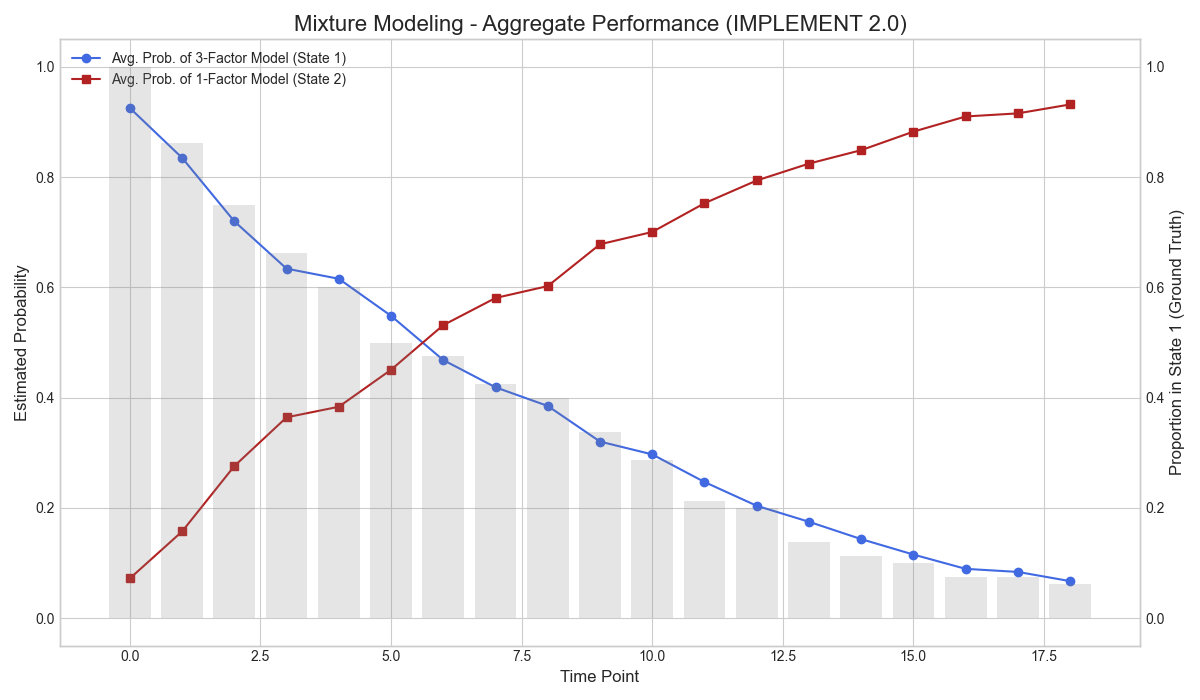 Mixture Modeling - Aggregate Performance (IMPLEMENT 2.0)
Avg. Prob. of 3-Factor Model (State 1)
Avg. Prob. of 1-Factor Model (State 2)
Estimated Probability
1.0
0.8
0.6
0.4
0.2
0.0
1.0
0.8
0.6
0.4
0.2
0.0
Proportion in State 1 (Ground Truth)
0.0 2.5 5.0 7.5 10.0 12.5 15.0 17.5
Time Point